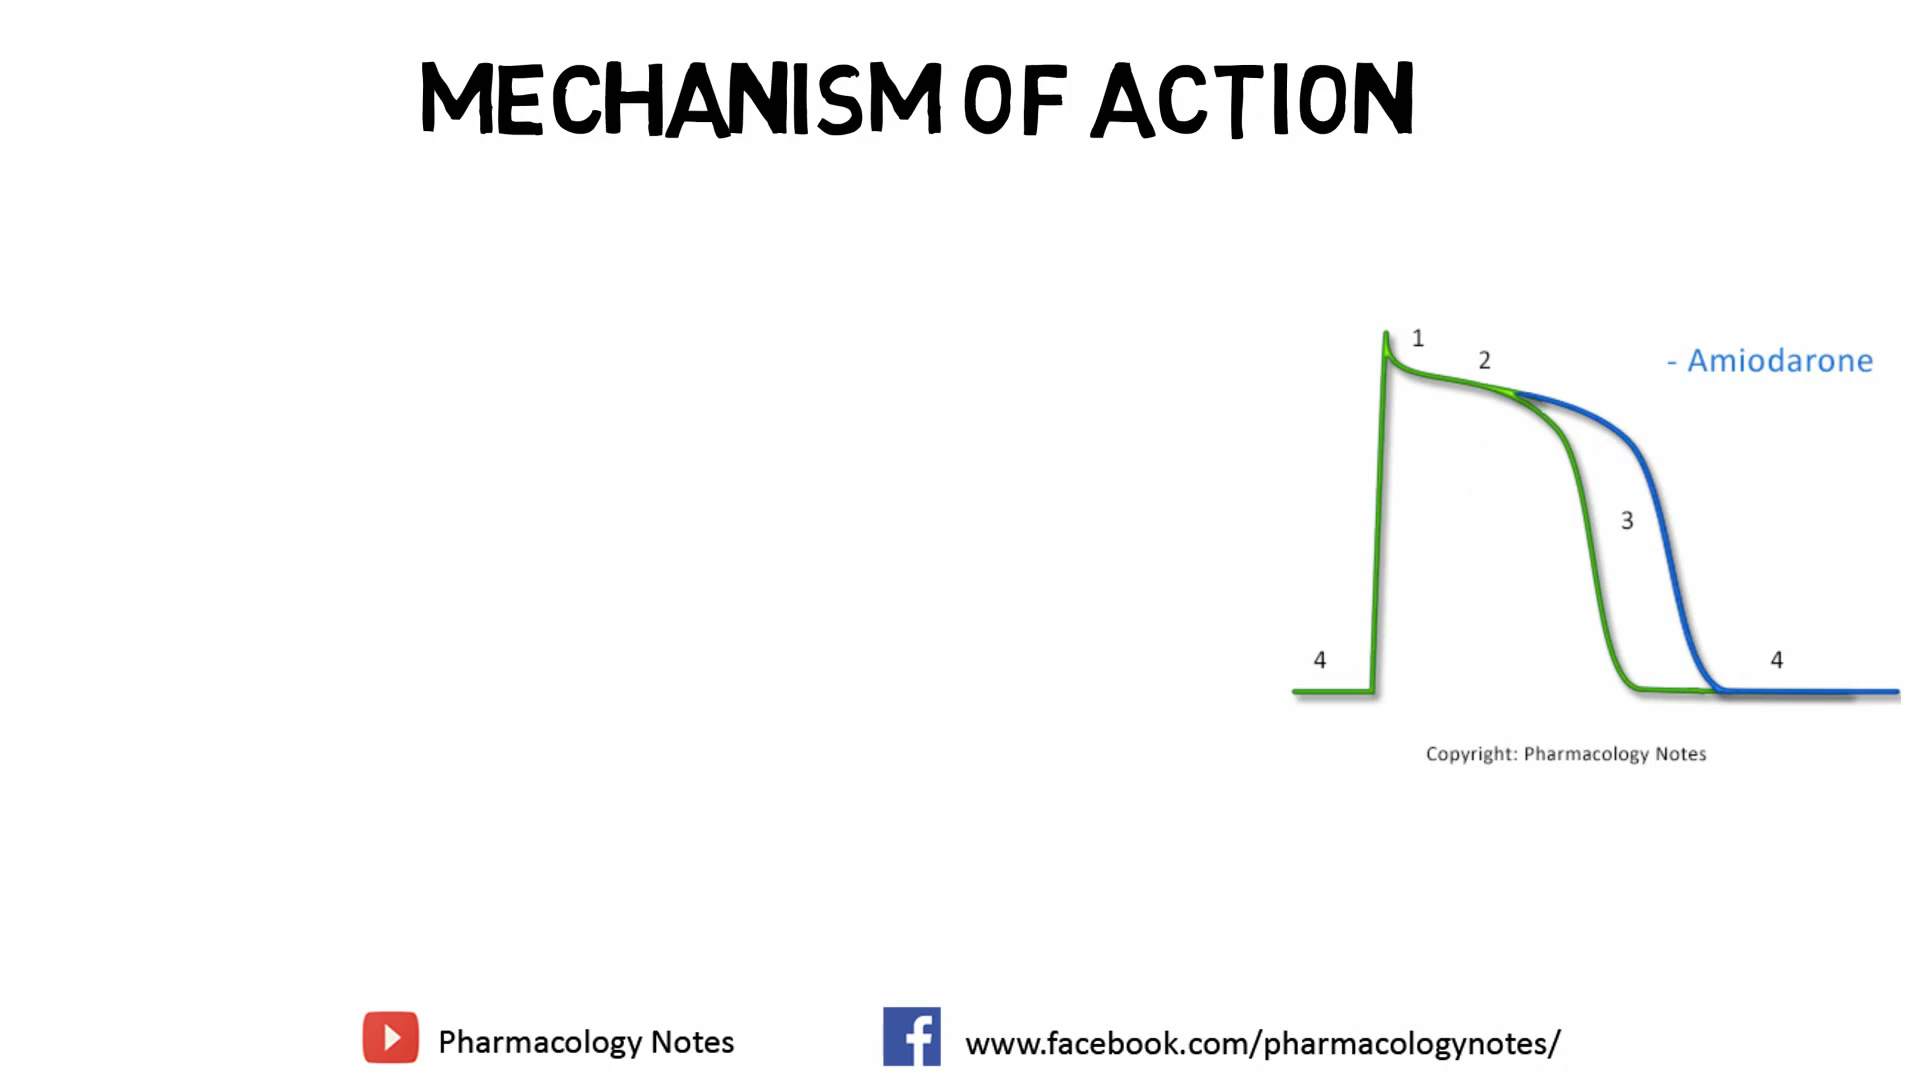 MECHANISM OF ACTION
1
2
- Amiodarone
3
4
4
Copyright: Pharmacology Notes
Pharmacology Notes
www.facebook.com/pharmacologynotes/